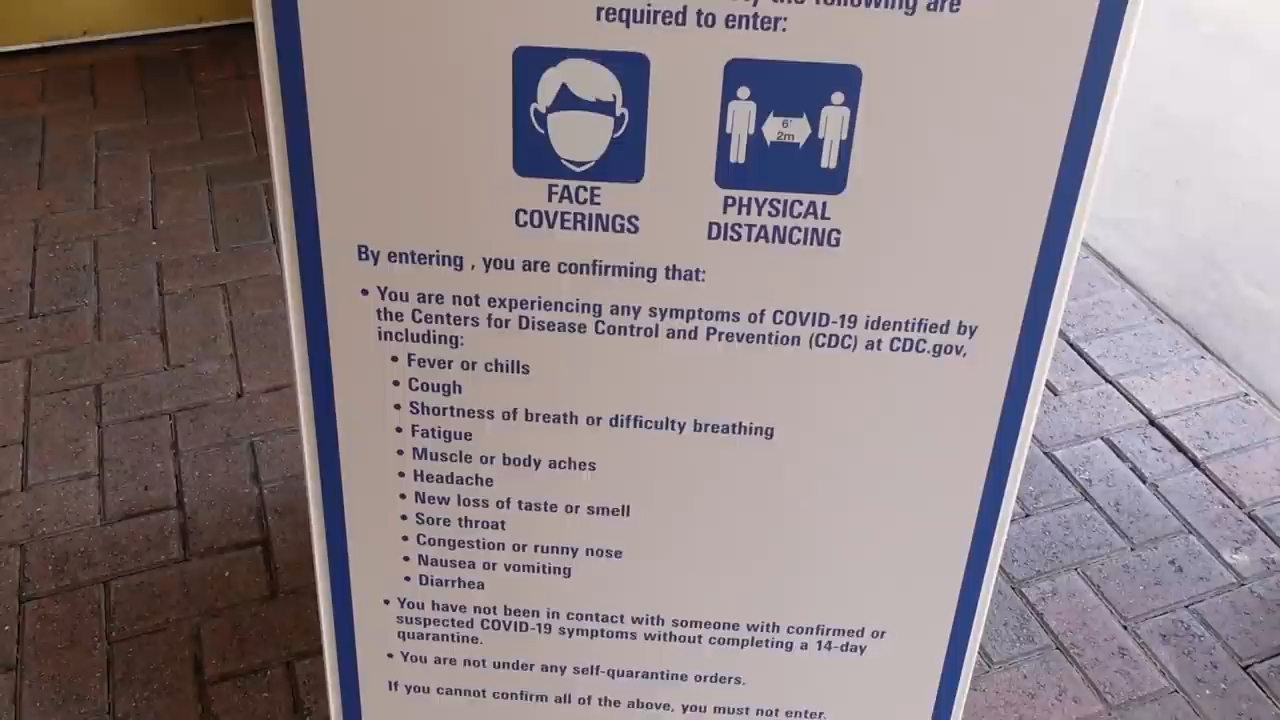 the following are
required to enter:
6'
2m
FACE
COVERINGS
PHYSICAL
DISTANCING
By entering , you are confirming that:
• You are not experiencing any symptoms of COVID-19 identified by
the Centers for Disease Control and Prevention (CDC) at CDC.gov,
including:
• Fever or chills
• Cough
• Shortness of breath or difficulty breathing
• Fatigue
• Muscle or body aches
• Headache
• New loss of taste or smell
• Sore throat
• Congestion or runny nose
• Nausea or vomiting
• Diarrhea
• You have not been in contact with someone with confirmed or
suspected COVID-19 symptoms without completing a 14-day
quarantine.
• You are not under any self-quarantine orders.
If you cannot confirm all of the above, you must not enter.